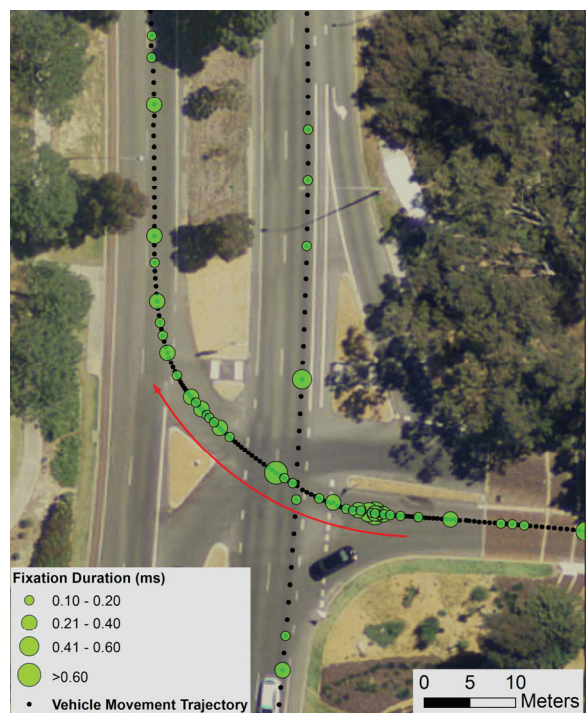 Fixation Duration (ms)
0.10 - 0.20
0.21 - 0.40
0.41 - 0.60
>0.60
Vehicle Movement Trajectory
0 5 10
Meters